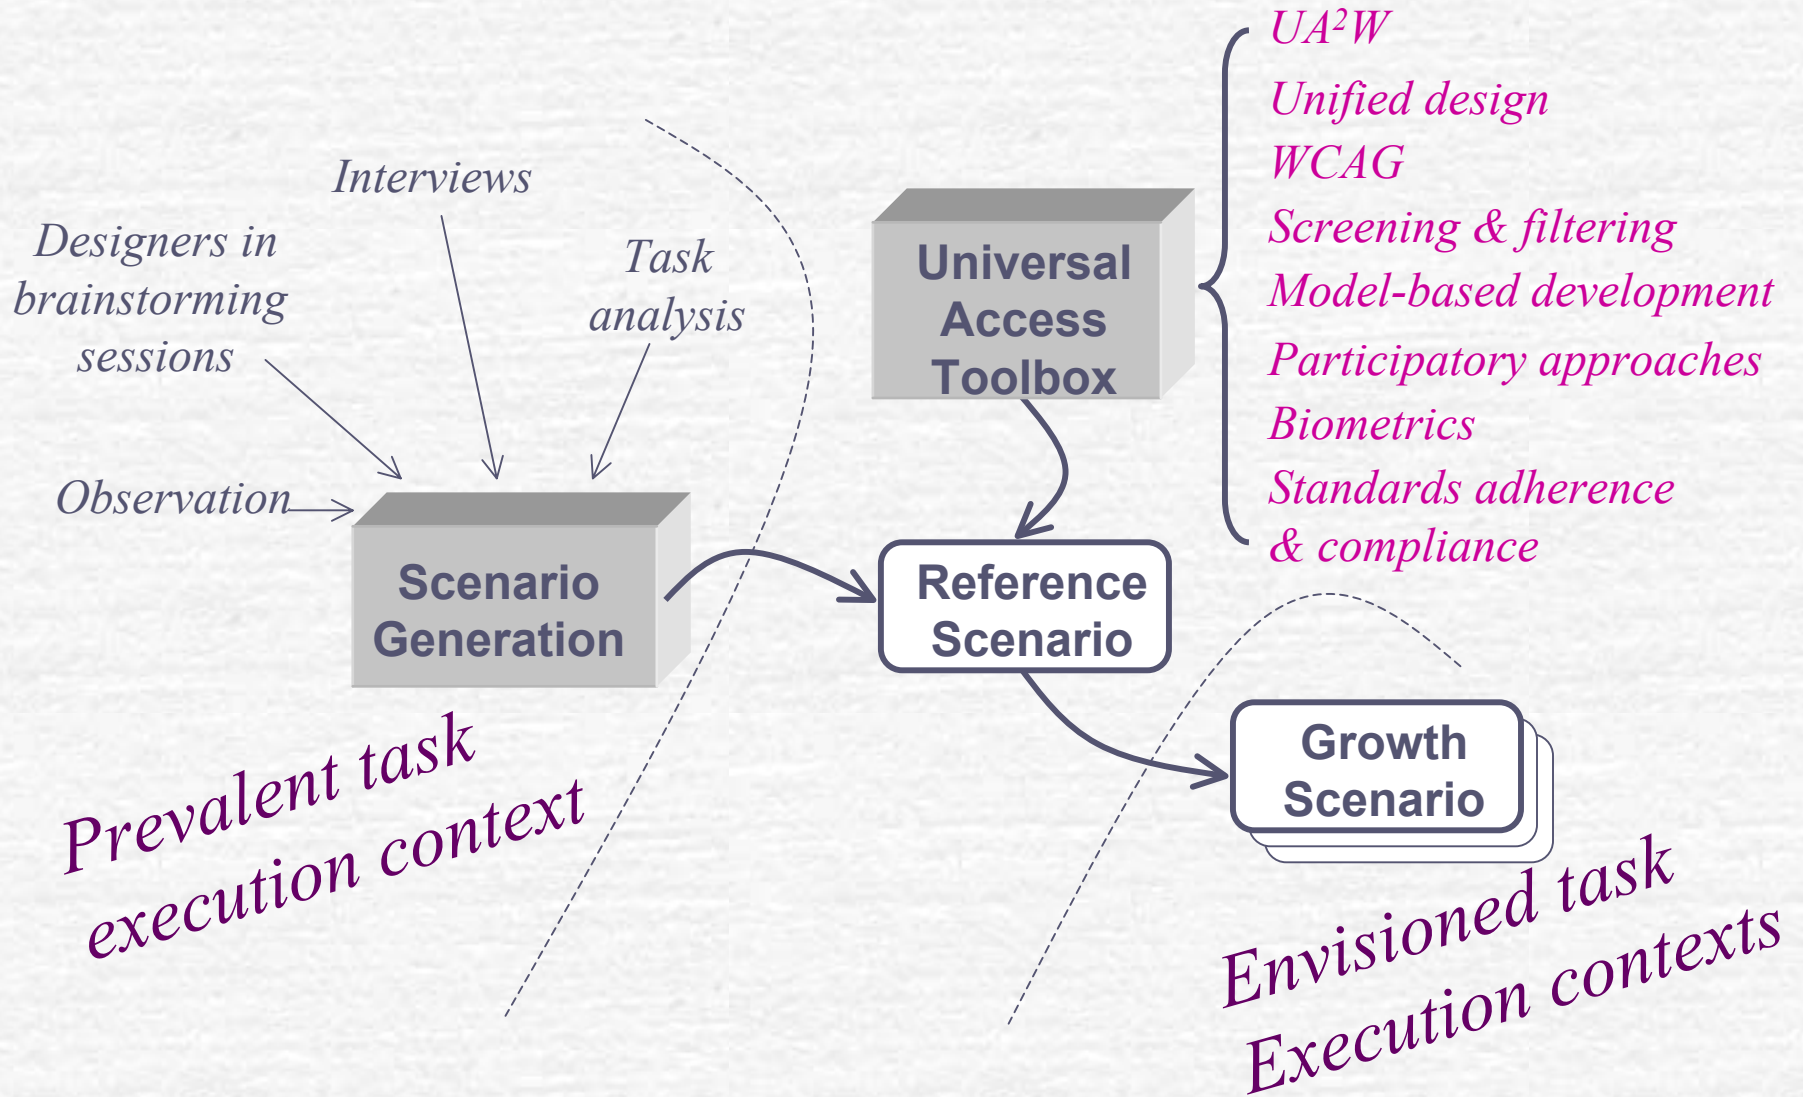 Interviews
Designers in
brainstorming
sessions
Task
analysis
Observation
Scenario
Generation
Prevalent task
execution context
Universal
Access
Toolbox
UA²W
Unified design
WCAG
Screening & filtering
Model-based development
Participatory approaches
Biometrics
Standards adherence
& compliance
Reference
Scenario
Growth
Scenario
Envisioned task
Execution contexts